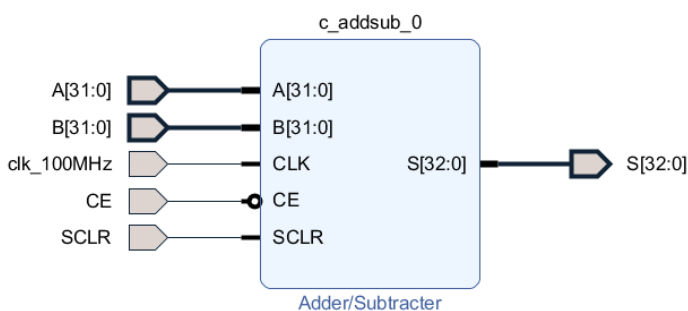 c_addsub_0
A[31:0]
A[31:0]
B[31:0]
B[31:0]
clk_100MHz
CLK
S[32:0]
S[32:0]
CE
CE
SCLR
SCLR
Adder/Subtracter